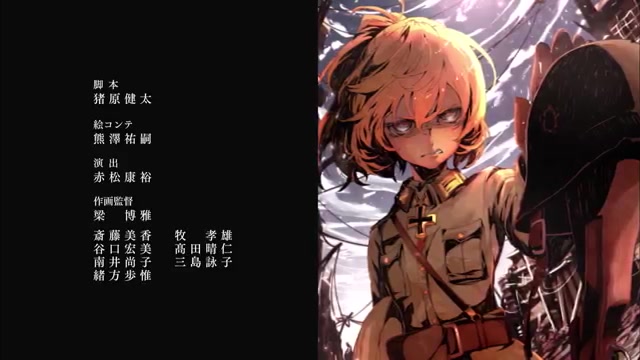 脚本
猪原健太
絵コンテ
熊澤祐嗣
演出
赤松康裕
作画監督
梁 博雅
斎藤美香 牧 孝雄
谷口宏美 髙田晴仁
南井尚子 三島詠子
緒方歩惟